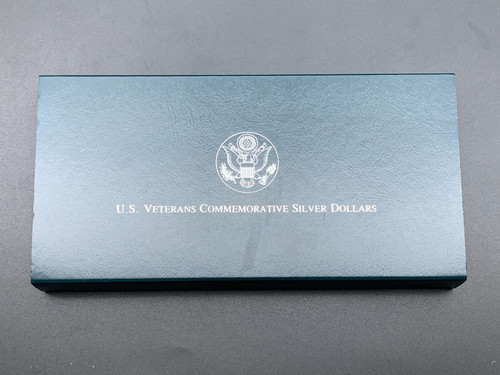 U.S. VETERANS COMMEMORATIVE SILVER DOLLARS